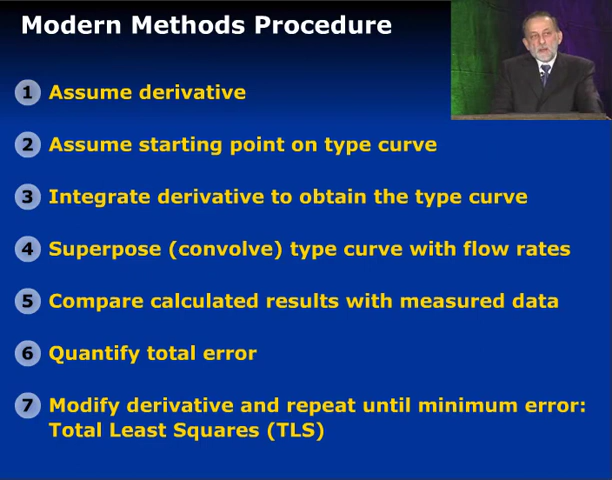 Modern Methods Procedure
1 Assume derivative
2 Assume starting point on type curve
3 Integrate derivative to obtain the type curve
4 Superpose (convolve) type curve with flow rates
5 Compare calculated results with measured data
6 Quantify total error
7 Modify derivative and repeat until minimum error:
Total Least Squares (TLS)